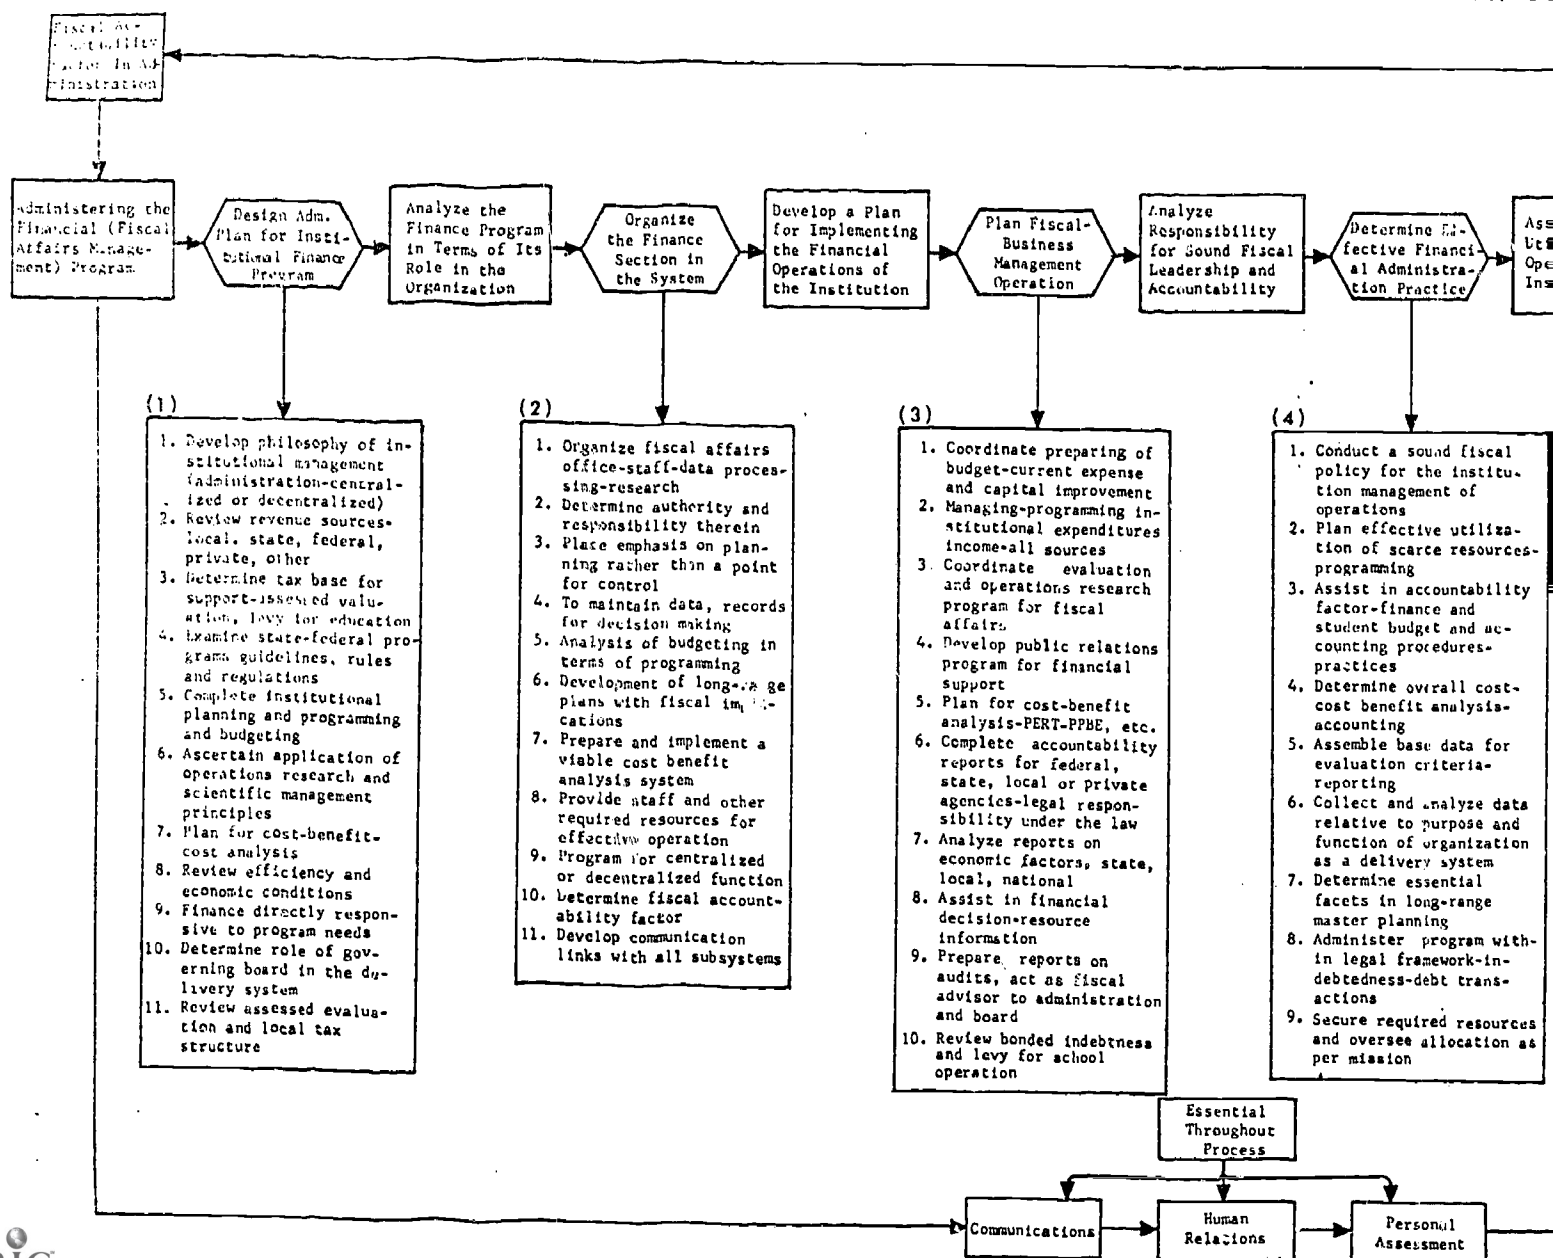 Fiscal Ac-
Factor in Ad-
ministration
Administering the
Financial (Fiscal
Affairs Manage-
ment) Program
Design Adm.
Plan for Insti-
tutional Finance
Program
Analyze the
Finance Program
in Terms of Its
Role in the
Organization
Organize
the Finance
Section in
the System
Develop a Plan
for Implementing
the Financial
Operations of
the Institution
Plan Fiscal-
Business
Management
Operation
Analyze
Responsibility
for Sound Fiscal
Leadership and
Accountability
Determine Ef-
fective Financi-
al Administra-
tion Practice
Ass
Ope
Ins
(1)
1. Develop philosophy of in-
stitutional management
(administration-central-
ized or decentralized)
2. Review revenue sources-
local, state, federal,
private, other
3. Determine tax base for
support-assessed valu-
ation, levy for education
4. Examine state-federal pro-
grams guidelines, rules
and regulations
5. Complete institutional
planning and programming
and budgeting
6. Ascertain application of
operations research and
scientific management
principles
7. Plan for cost-benefit-
cost analysis
8. Review efficiency and
economic conditions
9. Finance directly respon-
sive to program needs
10. Determine role of gov-
erning board in the de-
livery system
11. Review assessed evalua-
tion and local tax
structure
(2)
1. Organize fiscal affairs
office-staff-data proces-
sing-research
2. Determine authority and
responsibility therein
3. Place emphasis on plan-
ning rather than a point
for control
4. To maintain data, records
for decision making
5. Analysis of budgeting in
terms of programming
6. Development of long-range
plans with fiscal impli-
cations
7. Prepare and implement a
viable cost benefit
analysis system
8. Provide staff and other
required resources for
effective operation
9. Program for centralized
or decentralized function
10. Determine fiscal account-
ability factor
11. Develop communication
links with all subsystems
(3)
1. Coordinate preparing of
budget-current expense
and capital improvement
2. Managing-programming in-
stitutional expenditures
income-all sources
3. Coordinate evaluation
and operations research
program for fiscal
affairs
4. Develop public relations
program for financial
support
5. Plan for cost-benefit
analysis-PERT-PPBE, etc.
6. Complete accountability
reports for federal,
state, local or private
agencies-legal respon-
sibility under the law
7. Analyze reports on
economic factors, state,
local, national
8. Assist in financial
decision-resource
information
9. Prepare reports on
audits, act as fiscal
advisor to administration
and board
10. Review bonded indebtness
and levy for school
operation
(4)
1. Conduct a sound fiscal
policy for the institu-
tion management of
operations
2. Plan effective utiliza-
tion of scarce resources-
programming
3. Assist in accountability
factor-finance and
student budget and ac-
counting procedures-
practices
4. Determine overall cost-
cost benefit analysis-
accounting
5. Assemble base data for
evaluation criteria-
reporting
6. Collect and analyze data
relative to purpose and
function of organization
as a delivery system
7. Determine essential
facets in long-range
master planning
8. Administer program with-
in legal framework-in-
debtedness-debt trans-
actions
9. Secure required resources
and oversee allocation as
per mission
Essential
Throughout
Process
Communications
Human
Relations
Personal
Assessment